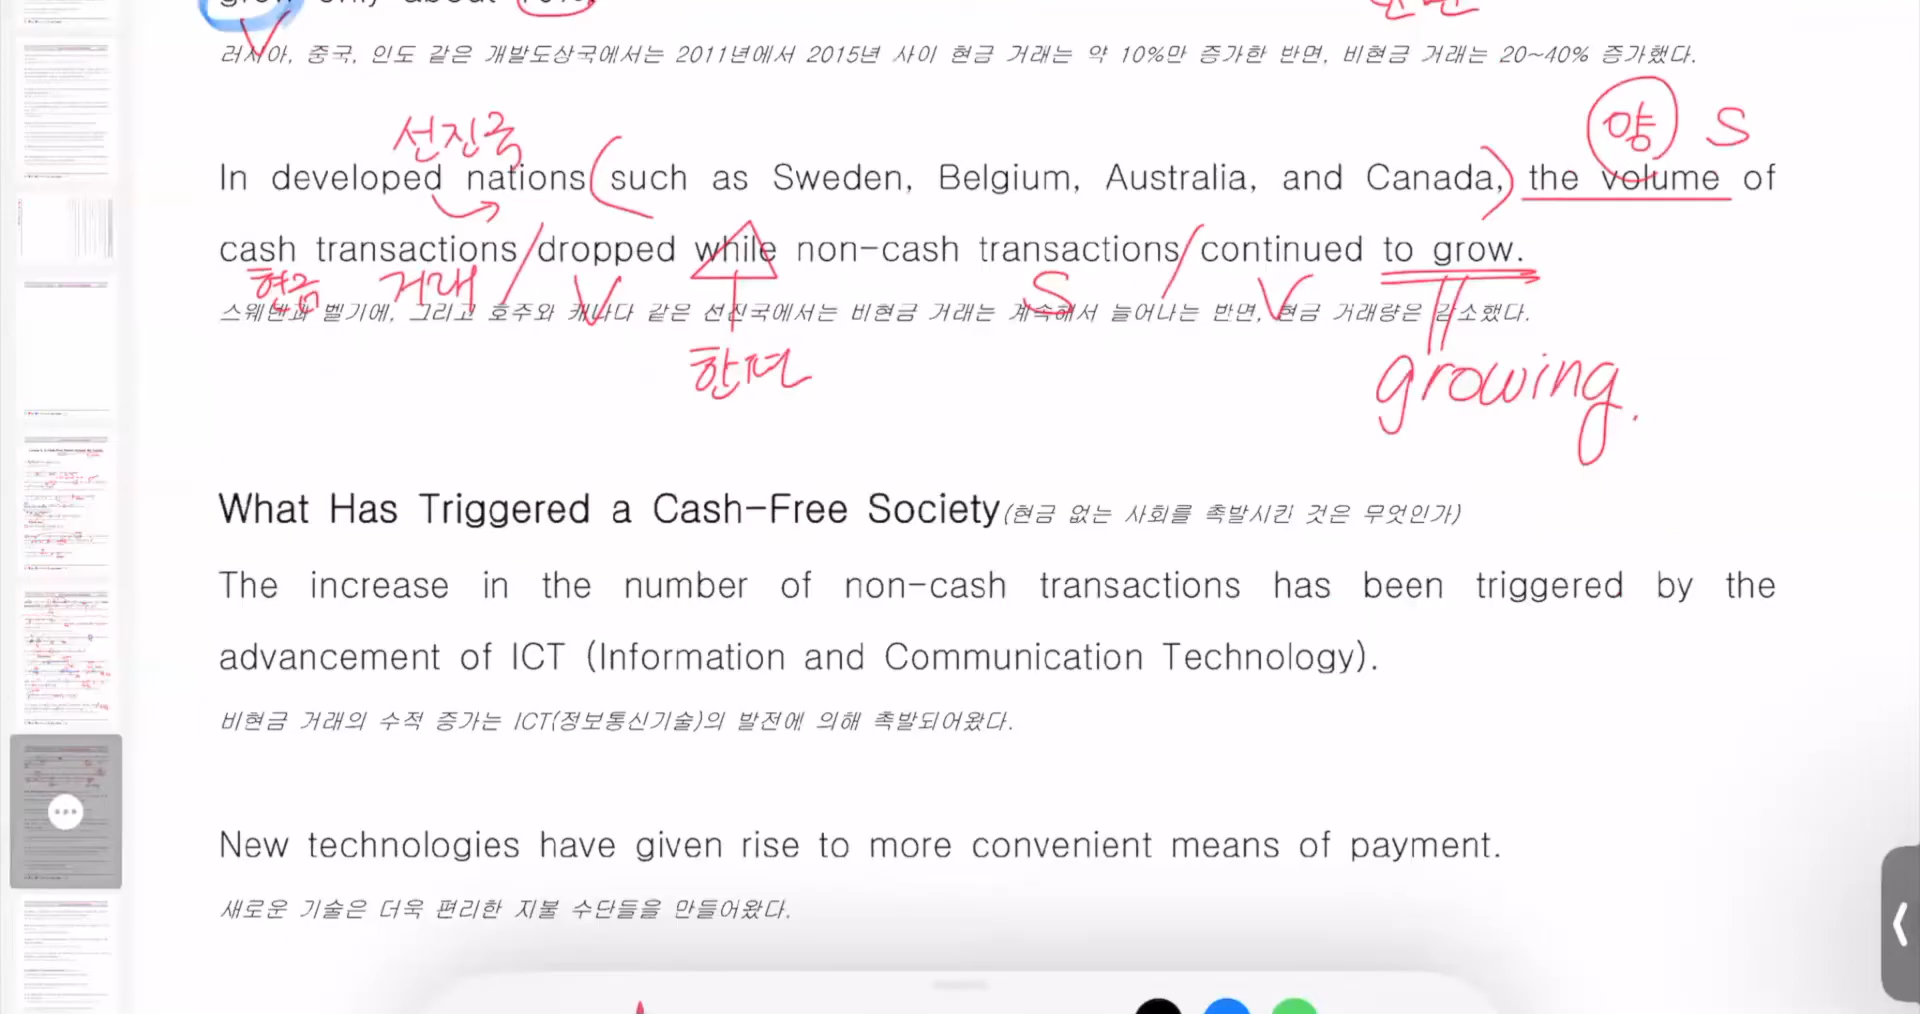 grow only about 10%.
러시아, 중국, 인도 같은 개발도상국에서는 2011년에서 2015년 사이 현금 거래는 약 10%만 증가한 반면, 비현금 거래는 20~40% 증가했다.
선진국
양 S
In developed nations (such as Sweden, Belgium, Australia, and Canada,) the volume of
cash transactions / dropped while non-cash transactions / continued to grow.
현금 거래 V S V
스웨덴과 벨기에, 그리고 호주와 캐나다 같은 선진국에서는 비현금 거래는 계속해서 늘어나는 반면, 현금 거래량은 감소했다.
한편
growing.
What Has Triggered a Cash-Free Society(현금 없는 사회를 촉발시킨 것은 무엇인가)
The increase in the number of non-cash transactions has been triggered by the
advancement of ICT (Information and Communication Technology).
비현금 거래의 수적 증가는 ICT(정보통신기술)의 발전에 의해 촉발되어왔다.
New technologies have given rise to more convenient means of payment.
새로운 기술은 더욱 편리한 지불 수단들을 만들어왔다.